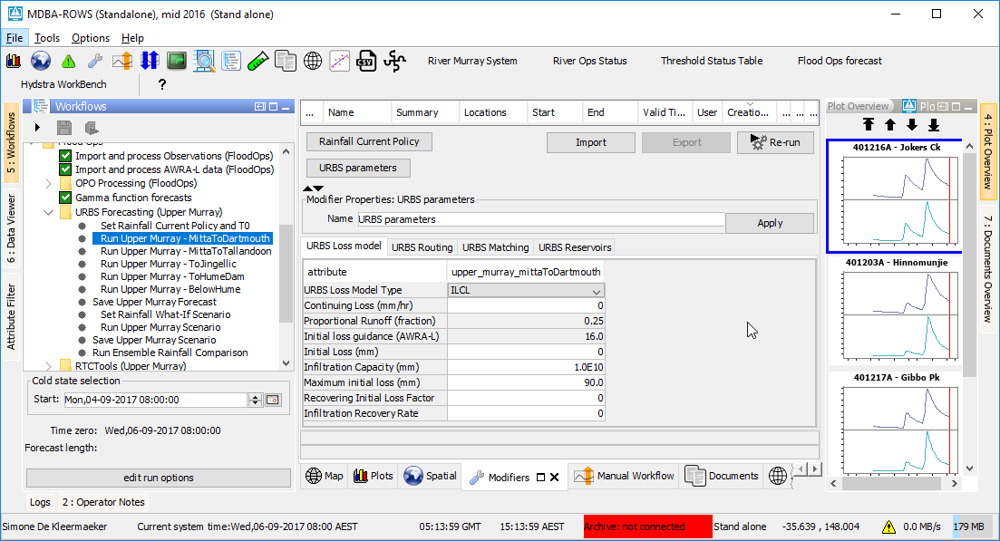 MDBA-ROWS (Standalone), mid 2016 (Stand alone)
File Tools Options Help
River Murray System River Ops Status Threshold Status Table Flood Ops forecast
Hydstra WorkBench ?
5 : Workflows
6 : Data Viewer
Attribute Filter
Workflows
Flood Ops
Import and process Observations (FloodOps)
Import and process AWRA-L data (FloodOps)
OPO Processing (FloodOps)
Gamma function forecasts
URBS Forecasting (Upper Murray)
Set Rainfall Current Policy and T0
Run Upper Murray - MittaToDartmouth
Run Upper Murray - MittaToTallandoon
Run Upper Murray - ToJingellic
Run Upper Murray - ToHumeDam
Run Upper Murray - BelowHume
Save Upper Murray Forecast
Set Rainfall What-If Scenario
Run Upper Murray Scenario
Save Upper Murray Scenario
Run Ensemble Rainfall Comparison
RTCTools (Upper Murray)
Cold state selection
Start: Mon,04-09-2017 08:00:00
Time zero: Wed,06-09-2017 08:00:00
Forecast length:
edit run options
Logs 2 : Operator Notes
... Name Summary Locations Start End Valid Ti... User Creatio... ... ... ...
Rainfall Current Policy Import Export Re-run
URBS parameters
Modifier Properties: URBS parameters
Name URBS parameters Apply
URBS Loss model URBS Routing URBS Matching URBS Reservoirs
attribute upper_murray_mittaToDartmouth
URBS Loss Model Type ILCL
Continuing Loss (mm/hr) 0
Proportional Runoff (fraction) 0.25
Initial loss guidance (AWRA-L) 16.0
Initial Loss (mm) 0
Infiltration Capacity (mm) 1.0E10
Maximum initial loss (mm) 90.0
Recovering Initial Loss Factor 0
Infiltration Recovery Rate 0
Map Plots Spatial Modifiers Manual Workflow Documents
Plot Overview Plo
401216A - Jokers Ck
401203A - Hinnomunjie
401217A - Gibbo Pk
4 : Plot Overview
7 : Documents Overview
Simone De Kleermaeker Current system time:Wed,06-09-2017 08:00 AEST 05:13:59 GMT 15:13:59 AEST Archive: not connected Stand alone -35.639 , 148.004 0.0 MB/s 179 MB